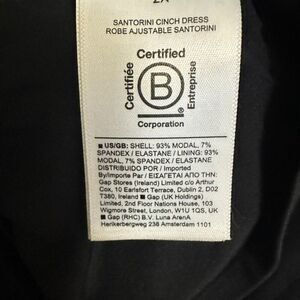 2X
SANTORINI CINCH DRESS
ROBE AJUSTABLE SANTORINI
Certified
Certifiée
B
®
Entreprise
Corporation
■ US/GB: SHELL: 93% MODAL, 7%
SPANDEX / ELASTANE / LINING: 93%
MODAL, 7% SPANDEX / ELASTANE
DISTRIBUIDO POR / Imported
By/Importe Par / ΕΙΣΑΓΕΤΑΙ ΑΠΟ ΤΗΝ:
Gap Stores (Ireland) Limited c/o Arthur
Cox, 10 Earlsfort Terrace, Dublin 2, D02
T380, Ireland ■ Gap (UK Holdings)
Limited, 2nd Floor Nations House, 103
Wigmore Street, London, W1U 1QS, UK
■ Gap (RHC) B.V. Luna ArenA
Herikerbergweg 238 Amsterdam 1101